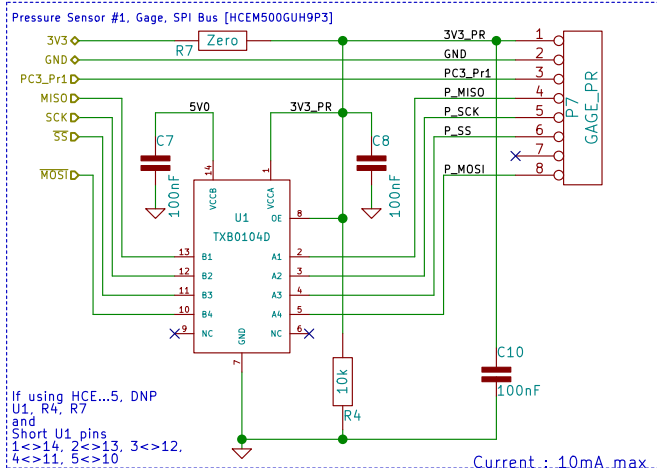 Pressure Sensor #1, Gage, SPI Bus [HCEM500GUH9P3]
3V3
R7
Zero
3V3_PR
1
GND
GND
2
PC3_Pr1
PC3_Pr1
3
MISO
P_MISO
4
SCK
P_SCK
5
SS
P_SS
6
7
MOSI
P_MOSI
8
P7
GAGE_PR
5V0
3V3_PR
C7
100nF
C8
100nF
14
1
VCCB
VCCA
U1
TXB0104D
OE
8
13
B1
A1
2
12
B2
A2
3
11
B3
A3
4
10
B4
A4
5
9
NC
NC
6
GND
7
10k
R4
C10
100nF
If using HCE...5, DNP
U1, R4, R7
and
Short U1 pins
1<>14, 2<>13, 3<>12,
4<>11, 5<>10
Current : 10mA max